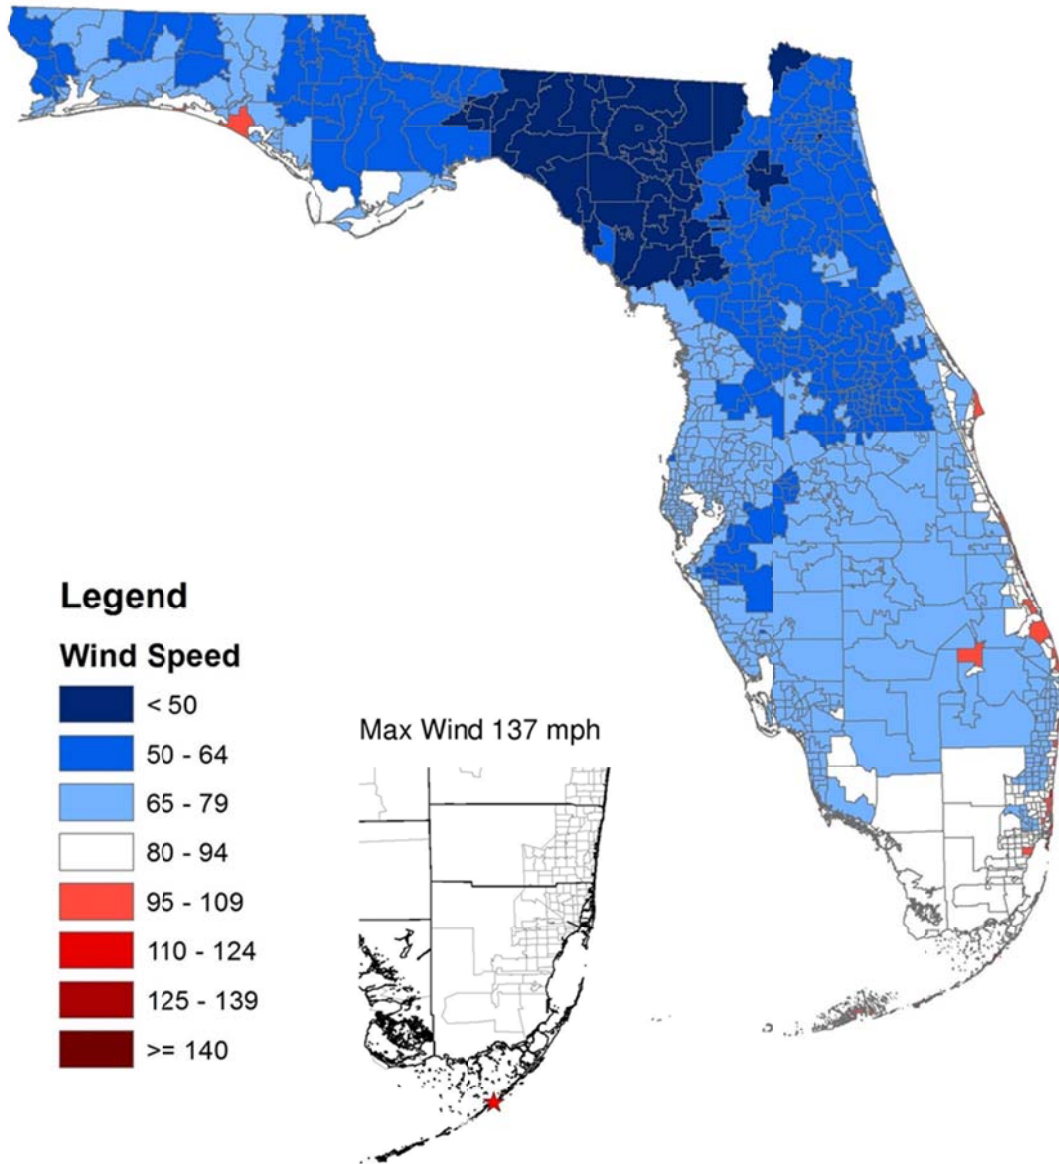 Legend
Wind Speed
< 50
50 - 64
65 - 79
80 - 94
95 - 109
110 - 124
125 - 139
>= 140
Max Wind 137 mph